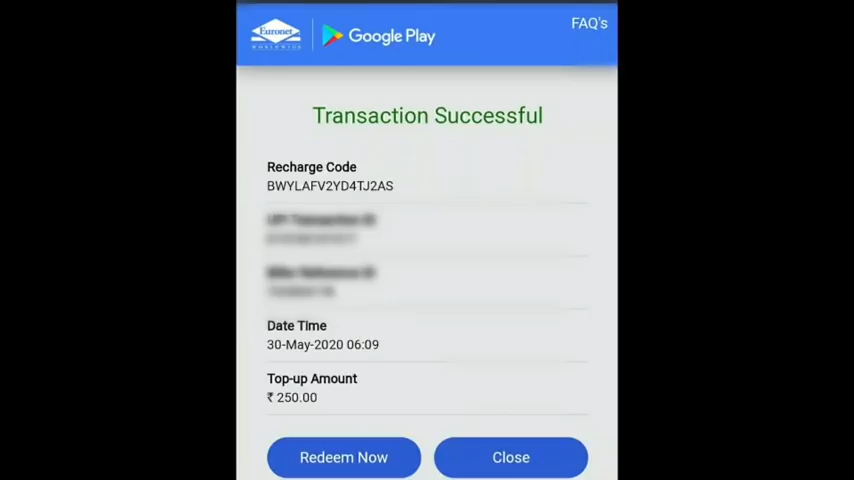 Euronet
WORLDWIDE
Google Play
FAQ's
Transaction Successful
Recharge Code
BWYLAFV2YD4TJ2AS
Date Time
30-May-2020 06:09
Top-up Amount
₹ 250.00
Redeem Now
Close